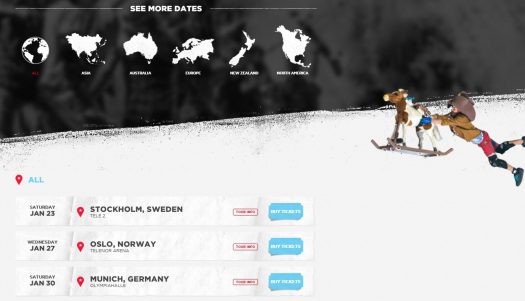 SEE MORE DATES
ALL
ASIA
AUSTRALIA
EUROPE
NEW ZEALAND
NORTH AMERICA
ALL
SATURDAY
JAN 23
STOCKHOLM, SWEDEN
TELE 2
TOUR INFO
BUY TICKETS
WEDNESDAY
JAN 27
OSLO, NORWAY
TELENOR ARENA
TOUR INFO
BUY TICKETS
SATURDAY
JAN 30
MUNICH, GERMANY
OLYMPIAHALLE
TOUR INFO
BUY TICKETS